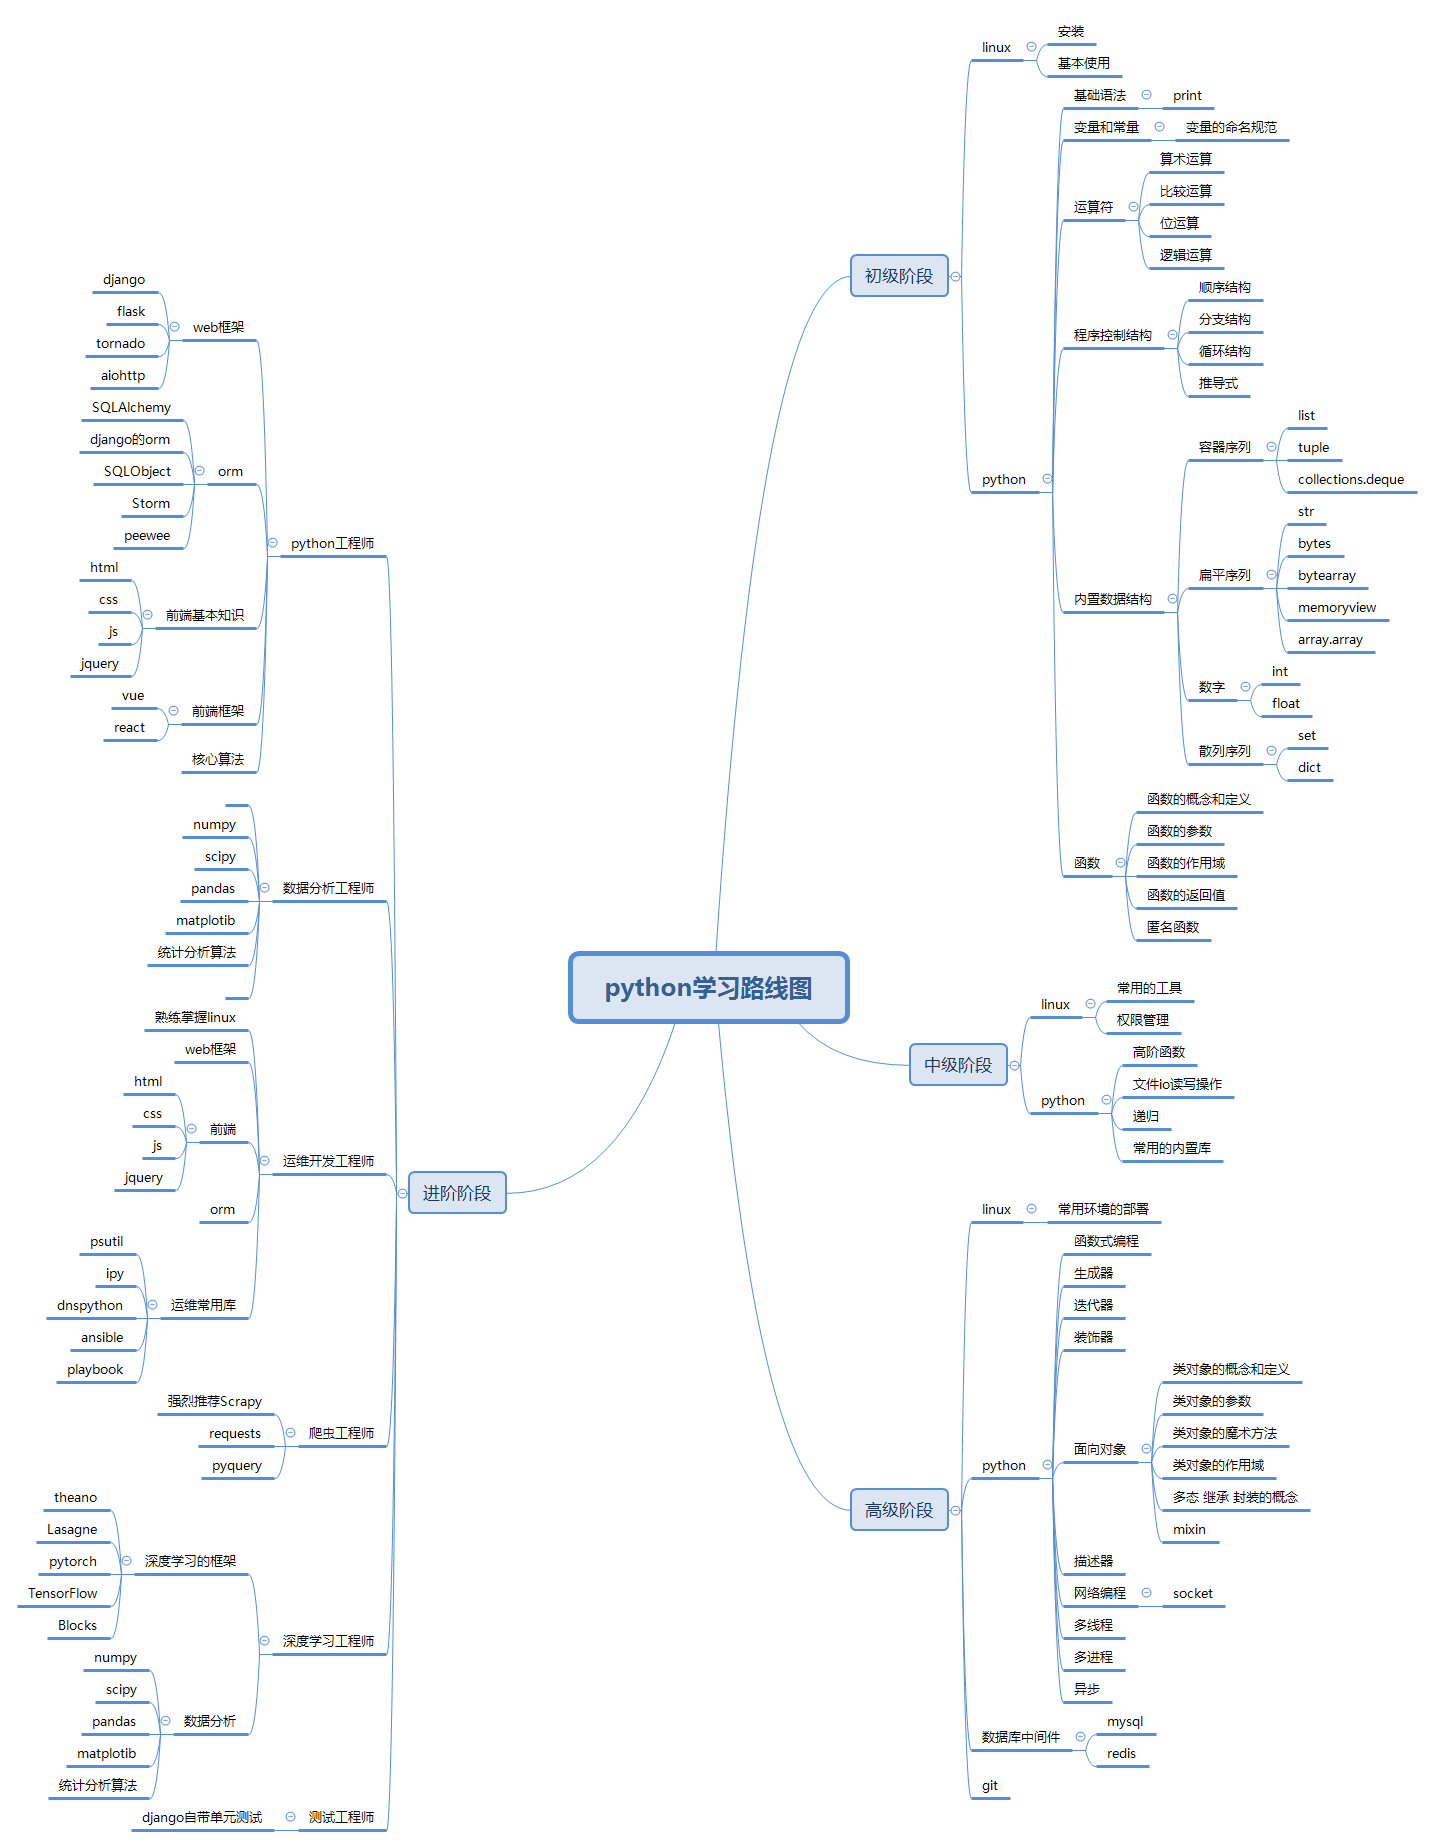 python学习路线图
初级阶段
linux
安装
基本使用
python
基础语法
print
变量和常量
变量的命名规范
运算符
算术运算
比较运算
位运算
逻辑运算
程序控制结构
顺序结构
分支结构
循环结构
推导式
内置数据结构
容器序列
list
tuple
collections.deque
扁平序列
str
bytes
bytearray
memoryview
array.array
数字
int
float
散列序列
set
dict
函数
函数的概念和定义
函数的参数
函数的作用域
函数的返回值
匿名函数
中级阶段
linux
常用的工具
权限管理
python
高阶函数
文件io读写操作
递归
常用的内置库
高级阶段
linux
常用环境的部署
python
函数式编程
生成器
迭代器
装饰器
面向对象
类对象的概念和定义
类对象的参数
类对象的魔术方法
类对象的作用域
多态 继承 封装的概念
mixin
描述器
网络编程
socket
多线程
多进程
异步
数据库中间件
mysql
redis
git
进阶阶段
python工程师
web框架
django
flask
tornado
aiohttp
orm
SQLAlchemy
django的orm
SQLObject
Storm
peewee
前端基本知识
html
css
js
jquery
前端框架
vue
react
核心算法
数据分析工程师
numpy
scipy
pandas
matplotib
统计分析算法
运维开发工程师
熟练掌握linux
web框架
前端
html
css
js
jquery
orm
运维常用库
psutil
ipy
dnspython
ansible
playbook
爬虫工程师
强烈推荐Scrapy
requests
pyquery
深度学习工程师
深度学习的框架
theano
Lasagne
pytorch
TensorFlow
Blocks
数据分析
numpy
scipy
pandas
matplotib
统计分析算法
测试工程师
django自带单元测试